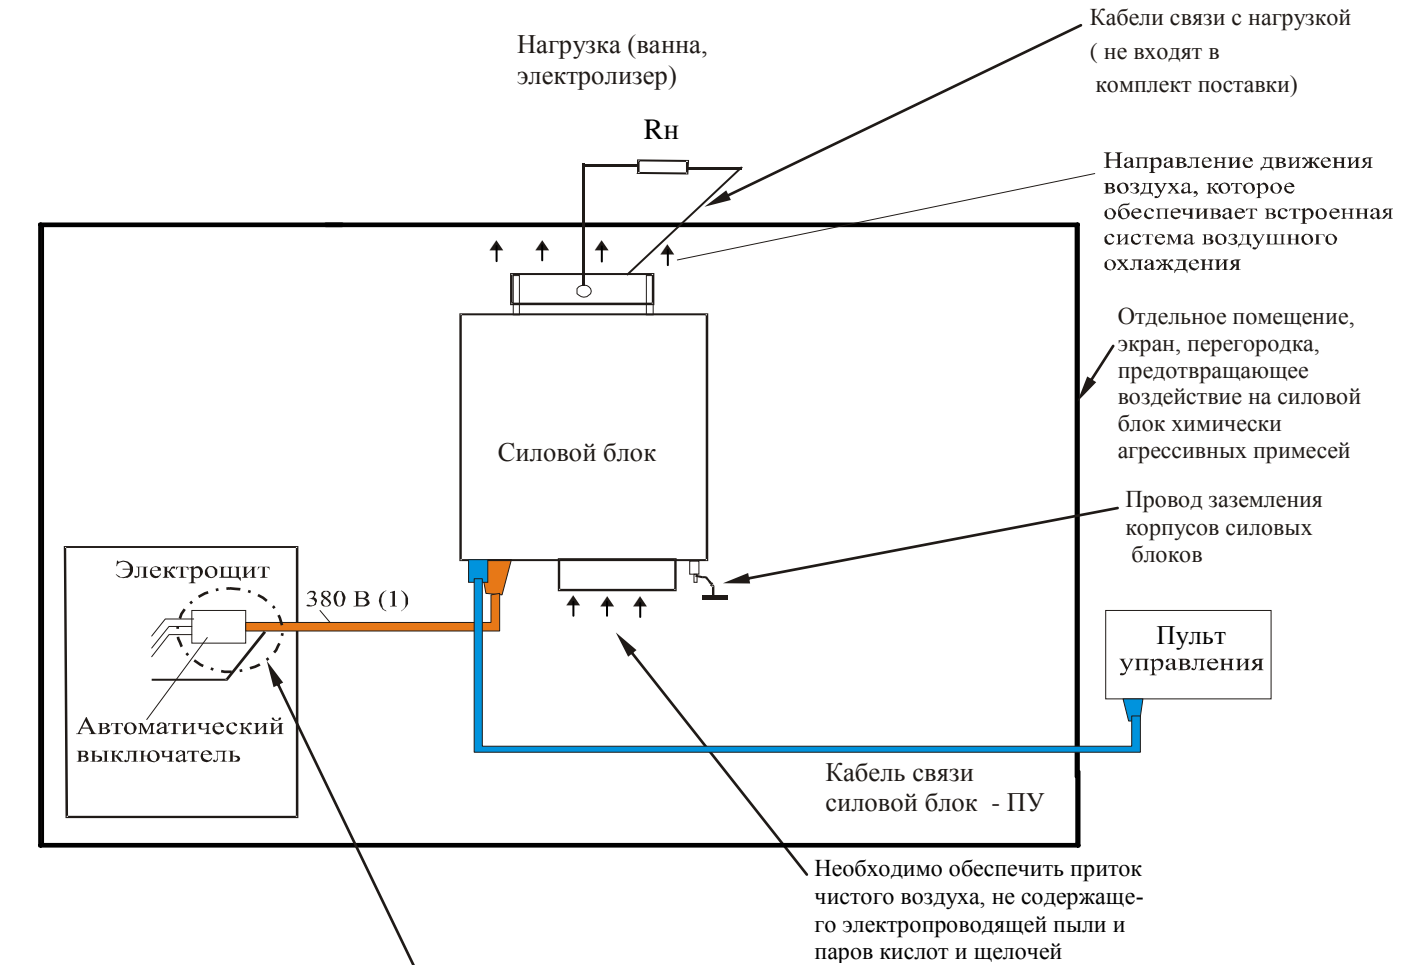 Кабели связи с нагрузкой
( не входят в
комплект поставки)
Нагрузка (ванна,
электролизер)
Rн
Направление движения
воздуха, которое
обеспечивает встроенная
система воздушного
охлаждения
Отдельное помещение,
экран, перегородка,
предотвращающее
воздействие на силовой
блок химически
агрессивных примесей
Силовой блок
Провод заземления
корпусов силовых
блоков
Электрощит
380 В (1)
Автоматический
выключатель
Пульт
управления
Кабель связи
силовой блок - ПУ
Необходимо обеспечить приток
чистого воздуха, не содержаще-
го электропроводящей пыли и
паров кислот и щелочей